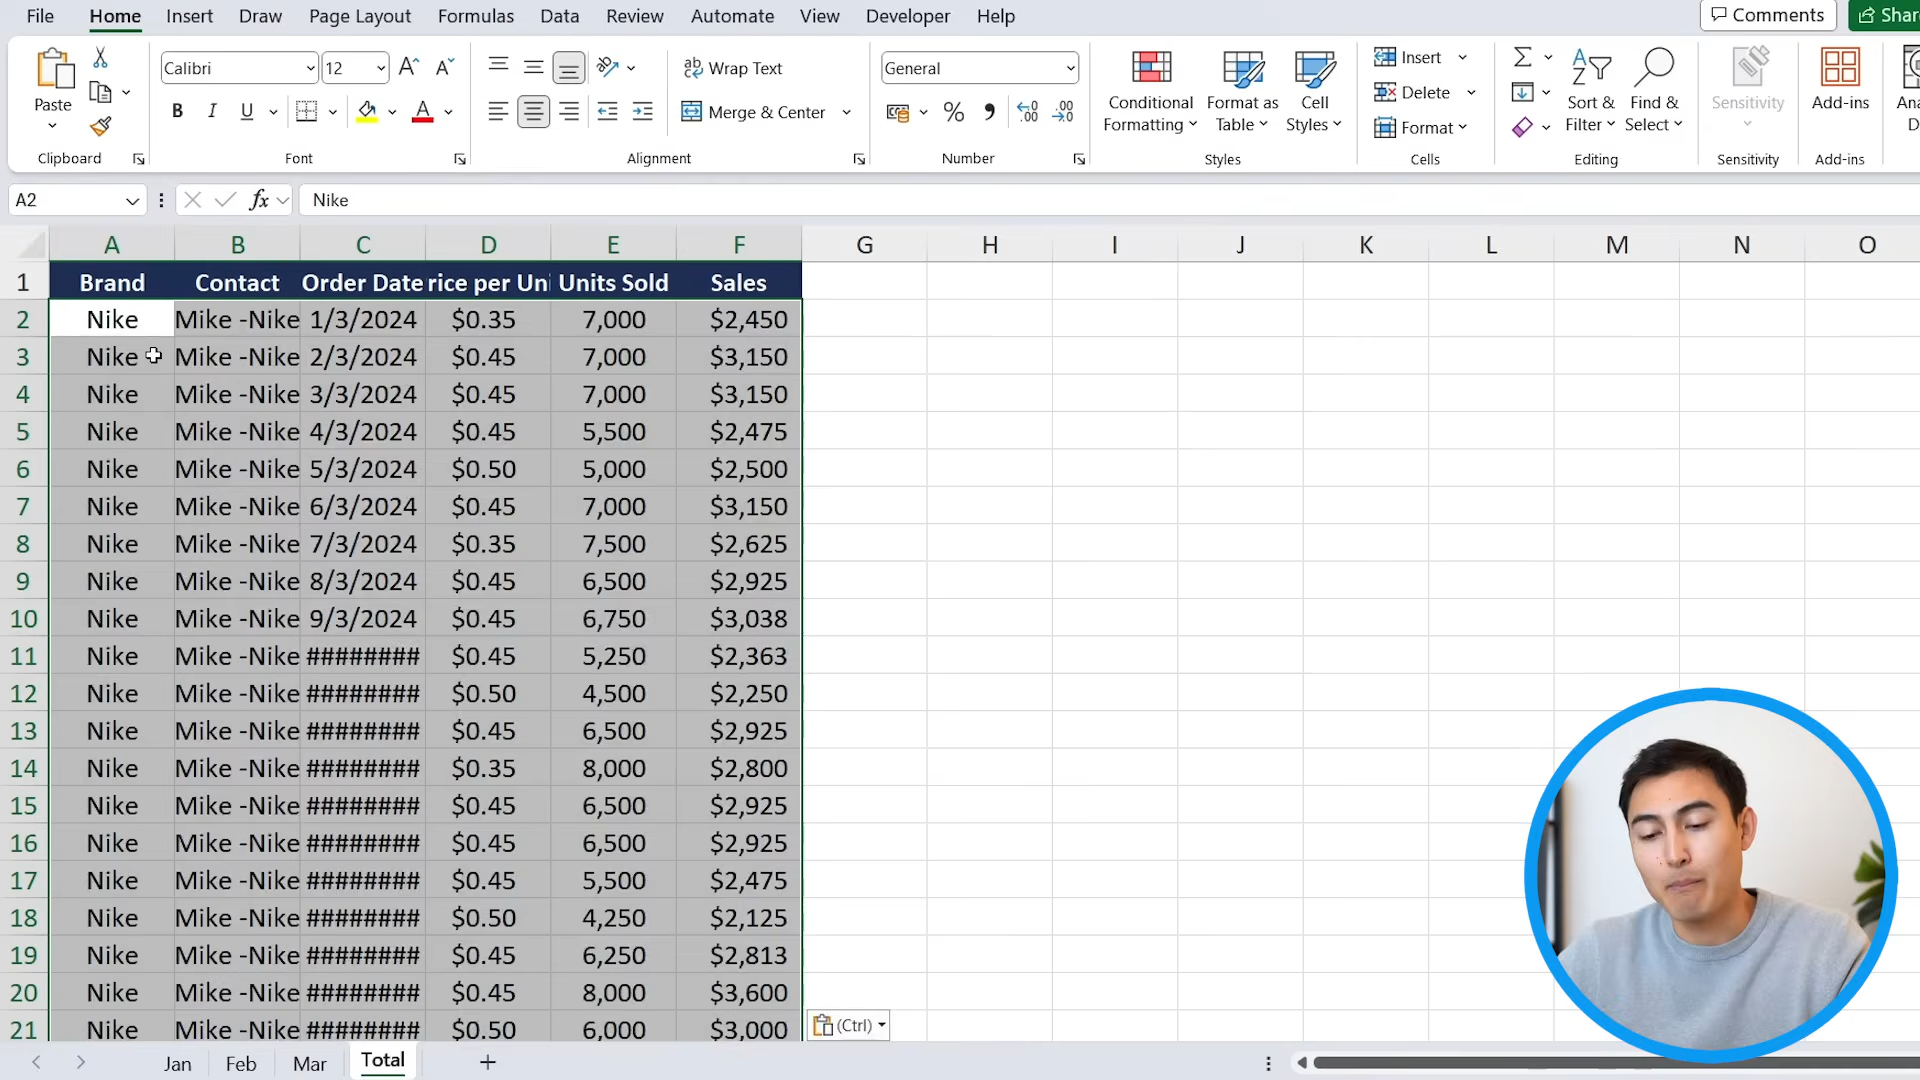 File Home Insert Draw Page Layout Formulas Data Review Automate View Developer Help Comments
Calibri 12 Wrap Text General Insert
Paste B I U Merge & Center % Conditional Formatting Format as Table Cell Styles Delete Sort & Filter Find & Select Sensitivity Add-ins
Format
Clipboard Font Alignment Number Styles Cells Editing Sensitivity Add-ins
A2 fx Nike
A B C D E F G H I J K L M N O
1 Brand Contact Order Date rice per Uni Units Sold Sales
2 Nike Mike -Nike 1/3/2024 $0.35 7,000 $2,450
3 Nike Mike -Nike 2/3/2024 $0.45 7,000 $3,150
4 Nike Mike -Nike 3/3/2024 $0.45 7,000 $3,150
5 Nike Mike -Nike 4/3/2024 $0.45 5,500 $2,475
6 Nike Mike -Nike 5/3/2024 $0.50 5,000 $2,500
7 Nike Mike -Nike 6/3/2024 $0.45 7,000 $3,150
8 Nike Mike -Nike 7/3/2024 $0.35 7,500 $2,625
9 Nike Mike -Nike 8/3/2024 $0.45 6,500 $2,925
10 Nike Mike -Nike 9/3/2024 $0.45 6,750 $3,038
11 Nike Mike -Nike ######## $0.45 5,250 $2,363
12 Nike Mike -Nike ######## $0.50 4,500 $2,250
13 Nike Mike -Nike ######## $0.45 6,500 $2,925
14 Nike Mike -Nike ######## $0.35 8,000 $2,800
15 Nike Mike -Nike ######## $0.45 6,500 $2,925
16 Nike Mike -Nike ######## $0.45 6,500 $2,925
17 Nike Mike -Nike ######## $0.45 5,500 $2,475
18 Nike Mike -Nike ######## $0.50 4,250 $2,125
19 Nike Mike -Nike ######## $0.45 6,250 $2,813
20 Nike Mike -Nike ######## $0.45 8,000 $3,600
21 Nike Mike -Nike ######## $0.50 6,000 $3,000
(Ctrl)
Jan Feb Mar Total +